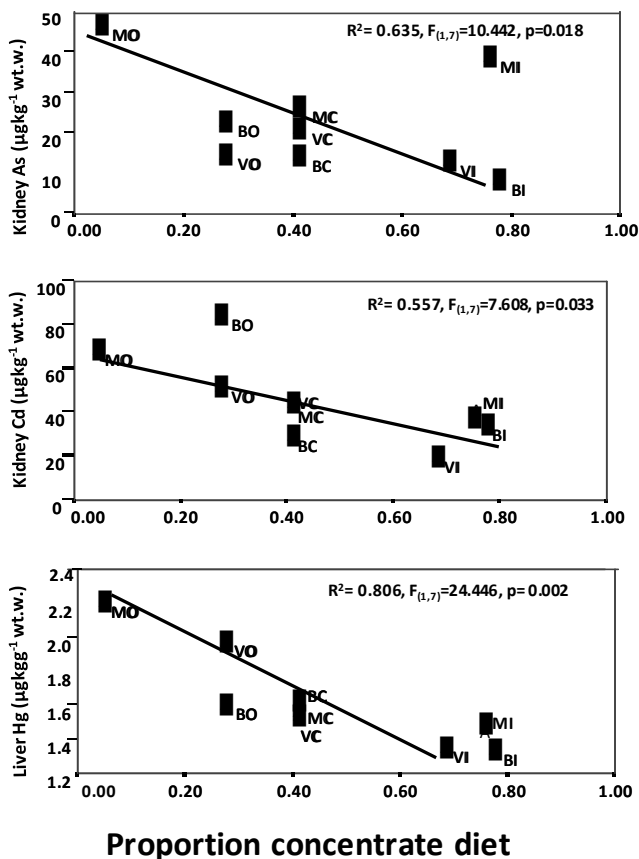 50
40
30
20
10
0
Kidney As (µgkg⁻¹ wt.w.)
R²= 0.635, F₍₁,₇₎=10.442, p=0.018
MO
MI
MC
BO
VC
VO
BC
VI
BI
0.00 0.20 0.40 0.60 0.80 1.00
100
80
60
40
20
0
Kidney Cd (µgkg⁻¹ wt.w.)
R²= 0.557, F₍₁,₇₎=7.608, p=0.033
BO
MO
VO
VC
MC
MI
BC
BI
VI
0.00 0.20 0.40 0.60 0.80 1.00
2.4
2.0
1.8
1.6
1.4
1.2
Liver Hg (µgkgg⁻¹ wt.w.)
R²= 0.806, F₍₁,₇₎=24.446, p= 0.002
MO
VO
BC
BO
MC
MI
VC
VI
BI
0.00 0.20 0.40 0.60 0.80 1.00
Proportion concentrate diet